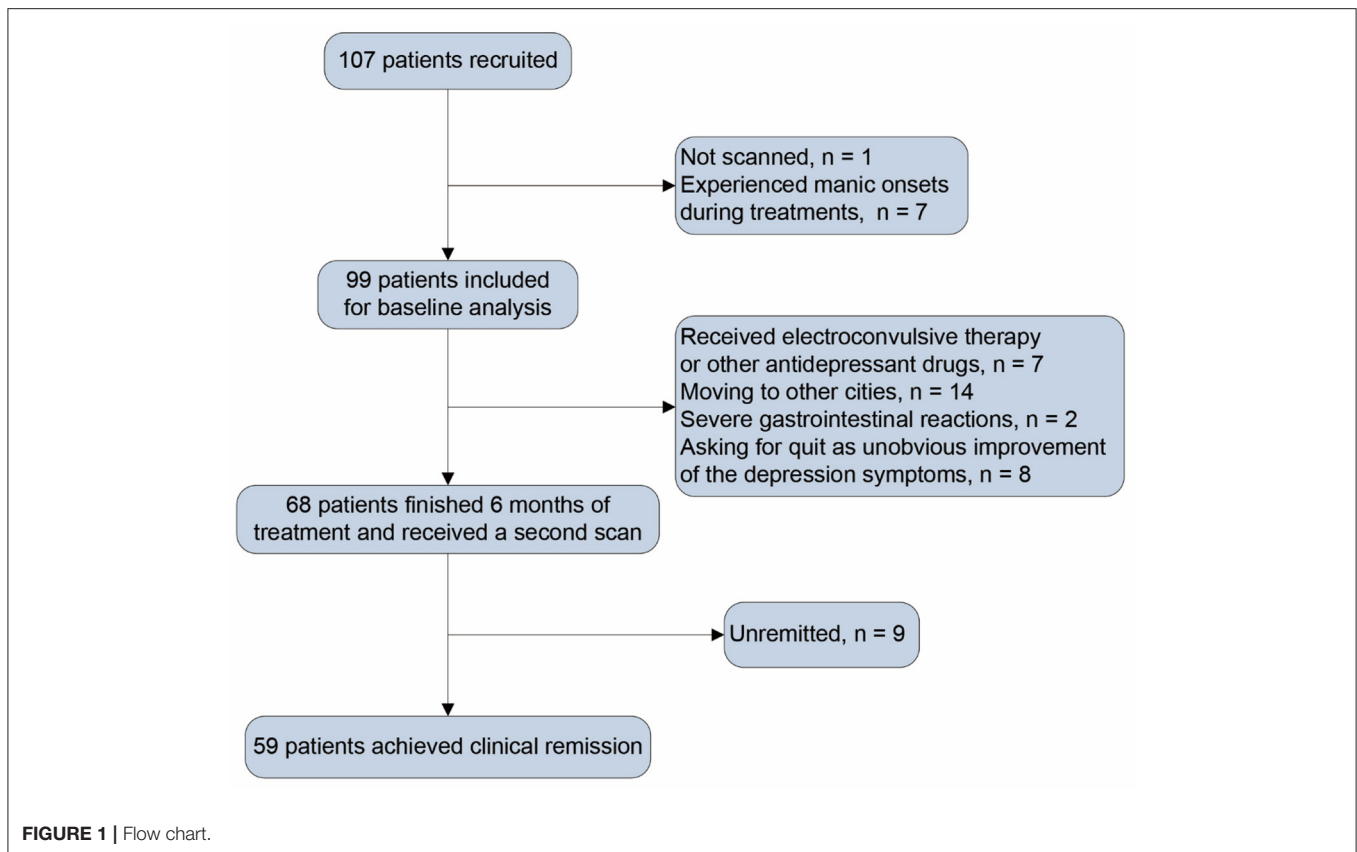 107 patients recruited
Not scanned, n = 1
Experienced manic onsets
during treatments, n = 7
99 patients included
for baseline analysis
Received electroconvulsive therapy
or other antidepressant drugs, n = 7
Moving to other cities, n = 14
Severe gastrointestinal reactions, n = 2
Asking for quit as unobvious improvement
of the depression symptoms, n = 8
68 patients finished 6 months of
treatment and received a second scan
Unremitted, n = 9
59 patients achieved clinical remission
FIGURE 1 | Flow chart.